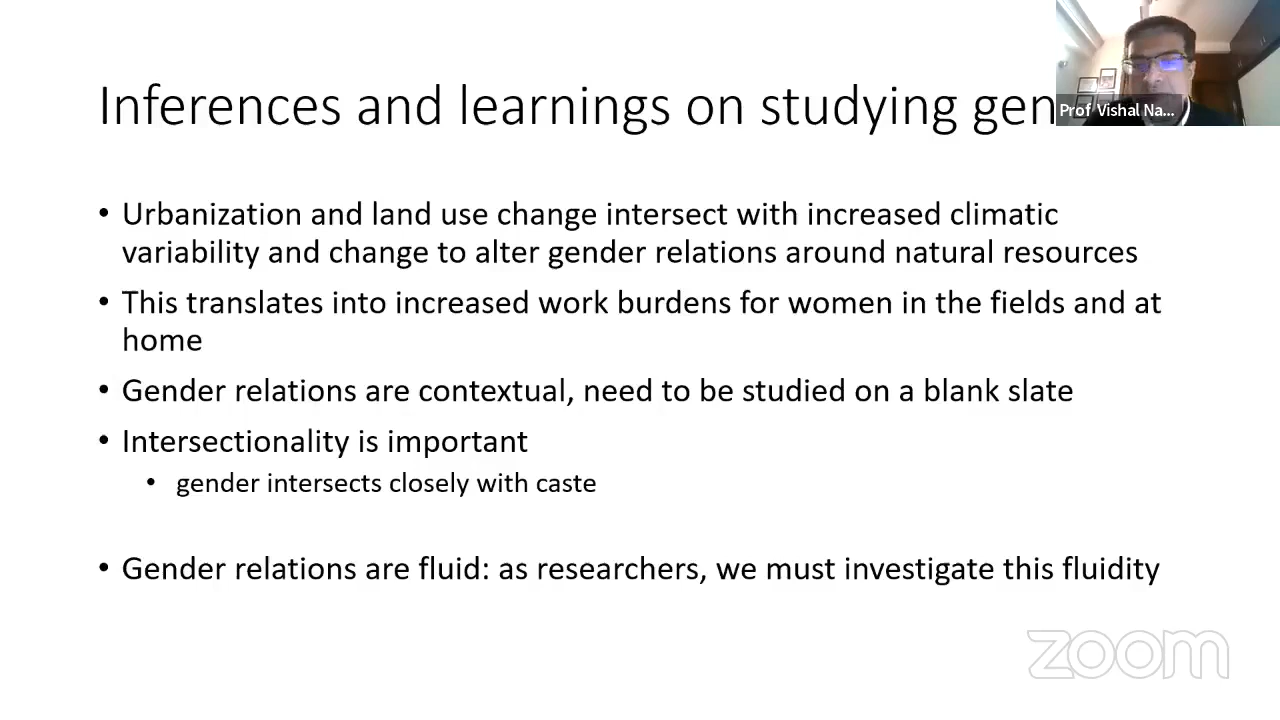 Inferences and learnings on studying gen
Prof Vishal Na...
• Urbanization and land use change intersect with increased climatic
variability and change to alter gender relations around natural resources
• This translates into increased work burdens for women in the fields and at
home
• Gender relations are contextual, need to be studied on a blank slate
• Intersectionality is important
• gender intersects closely with caste
• Gender relations are fluid: as researchers, we must investigate this fluidity
zoom